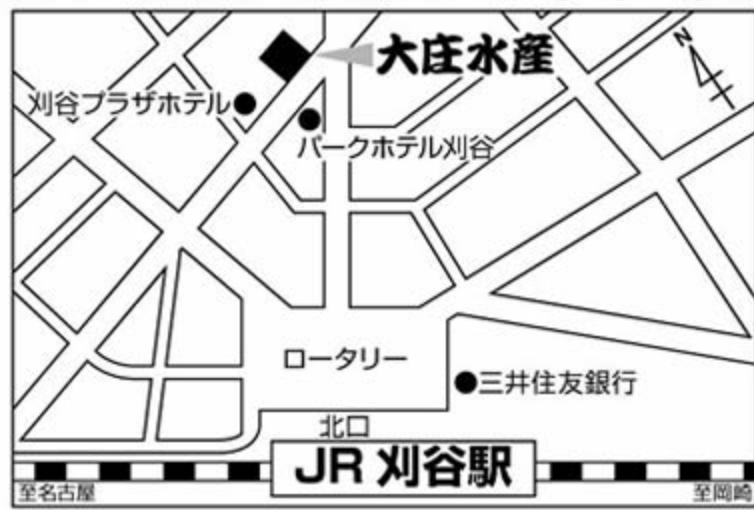 大庄水産
N
刈谷プラザホテル
パークホテル刈谷
ロータリー
三井住友銀行
北口
JR 刈谷駅
至名古屋
至岡崎